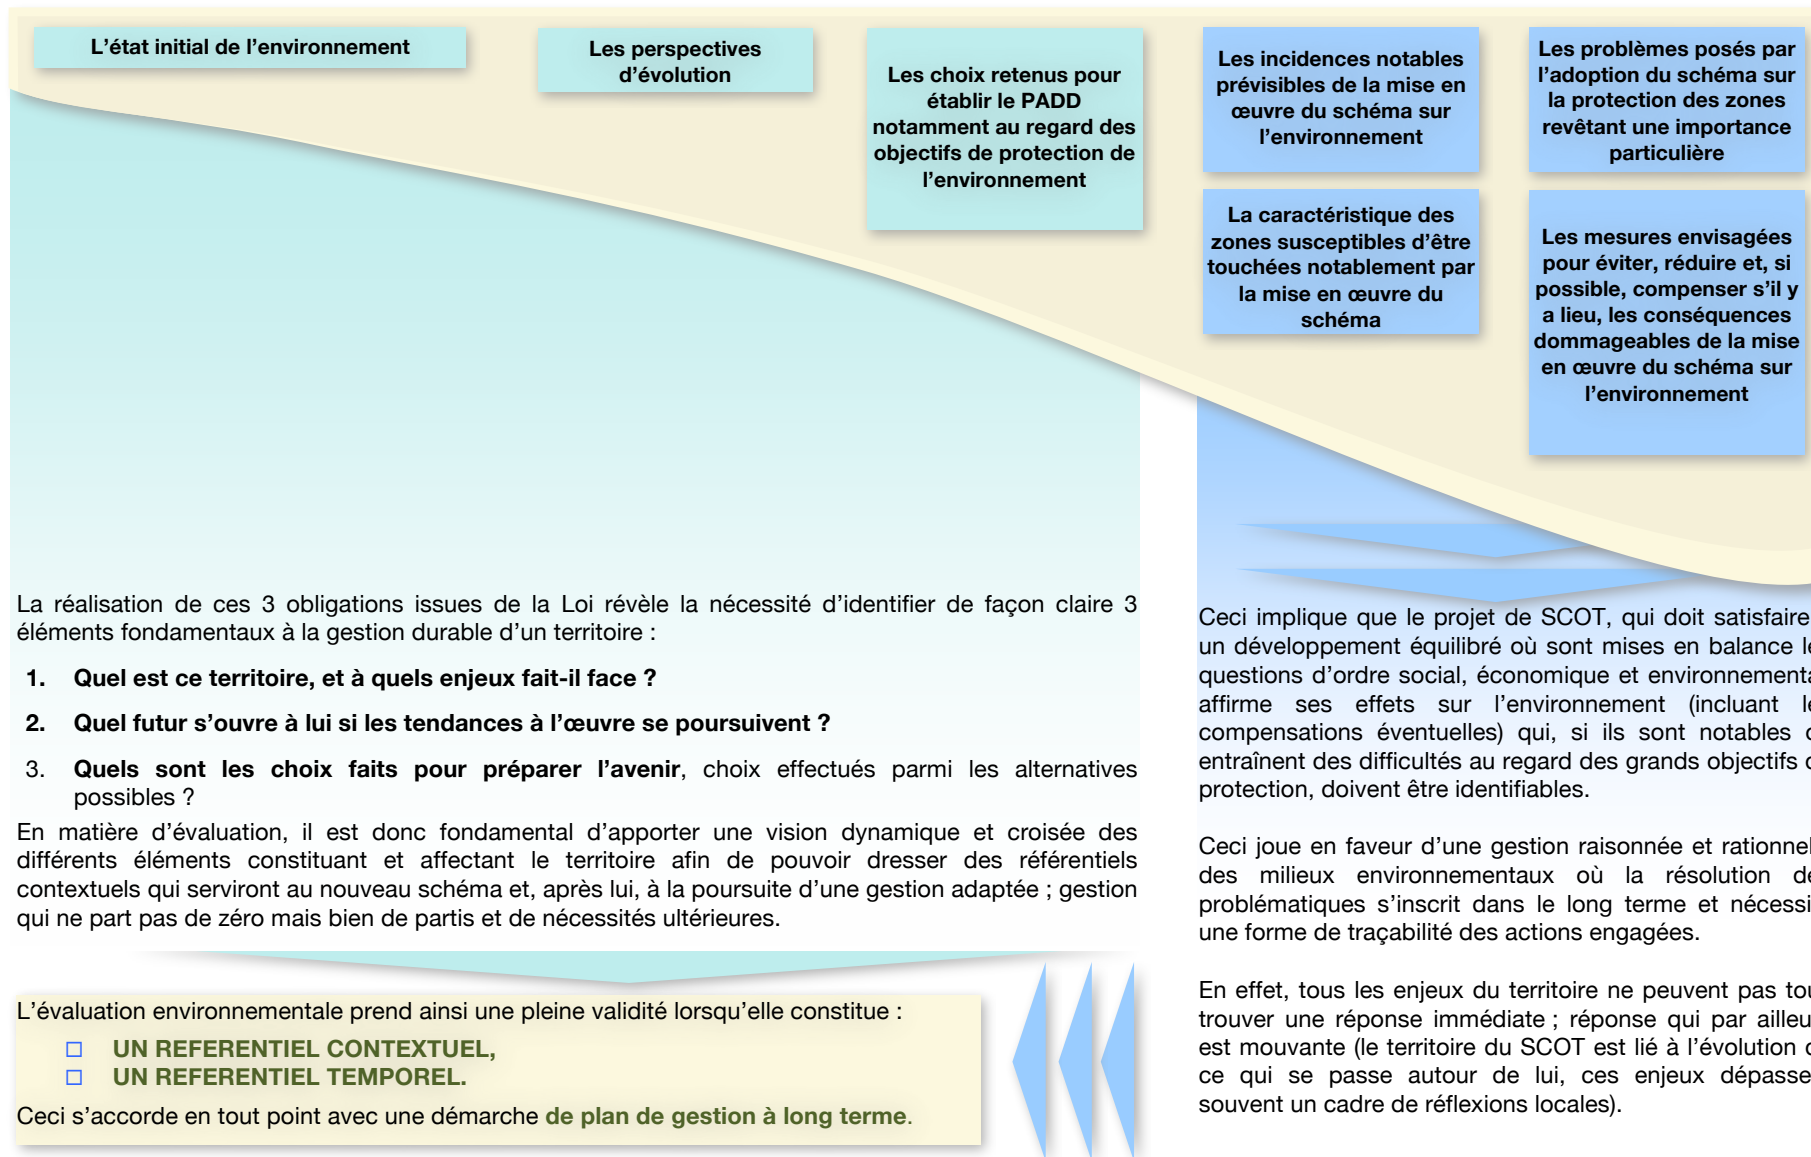 L’état initial de l’environnement
Les perspectives
d’évolution
Les choix retenus pour
établir le PADD
notamment au regard des
objectifs de protection de
l’environnement
Les incidences notables
prévisibles de la mise en
œuvre du schéma sur
l’environnement
Les problèmes posés par
l’adoption du schéma sur
la protection des zones
revêtant une importance
particulière
La caractéristique des
zones susceptibles d’être
touchées notablement par
la mise en œuvre du
schéma
Les mesures envisagées
pour éviter, réduire et, si
possible, compenser s’il y
a lieu, les conséquences
dommageables de la mise
en œuvre du schéma sur
l’environnement
La réalisation de ces 3 obligations issues de la Loi révèle la nécessité d’identifier de façon claire 3
éléments fondamentaux à la gestion durable d’un territoire :
1. Quel est ce territoire, et à quels enjeux fait-il face ?
2. Quel futur s’ouvre à lui si les tendances à l’œuvre se poursuivent ?
3. Quels sont les choix faits pour préparer l’avenir, choix effectués parmi les alternatives
possibles ?
En matière d’évaluation, il est donc fondamental d’apporter une vision dynamique et croisée des
différents éléments constituant et affectant le territoire afin de pouvoir dresser des référentiels
contextuels qui serviront au nouveau schéma et, après lui, à la poursuite d’une gestion adaptée ; gestion
qui ne part pas de zéro mais bien de partis et de nécessités ultérieures.
L’évaluation environnementale prend ainsi une pleine validité lorsqu’elle constitue :
□ UN REFERENTIEL CONTEXTUEL,
□ UN REFERENTIEL TEMPOREL.
Ceci s’accorde en tout point avec une démarche de plan de gestion à long terme.
Ceci implique que le projet de SCOT, qui doit satisfaire
un développement équilibré où sont mises en balance
questions d’ordre social, économique et
affirme ses effets sur l’environnement (incluant
compensations éventuelles) qui, si ils sont notables
entraînent des difficultés au regard des grands objectifs
protection, doivent être identifiables.
Ceci joue en faveur d’une gestion raisonnée et
des milieux environnementaux où la résolution
problématiques s’inscrit dans le long terme et
une forme de traçabilité des actions engagées.
En effet, tous les enjeux du territoire ne peuvent pas
trouver une réponse immédiate ; réponse qui par
est mouvante (le territoire du SCOT est lié à l’évolution
ce qui se passe autour de lui, ces enjeux
souvent un cadre de réflexions locales).